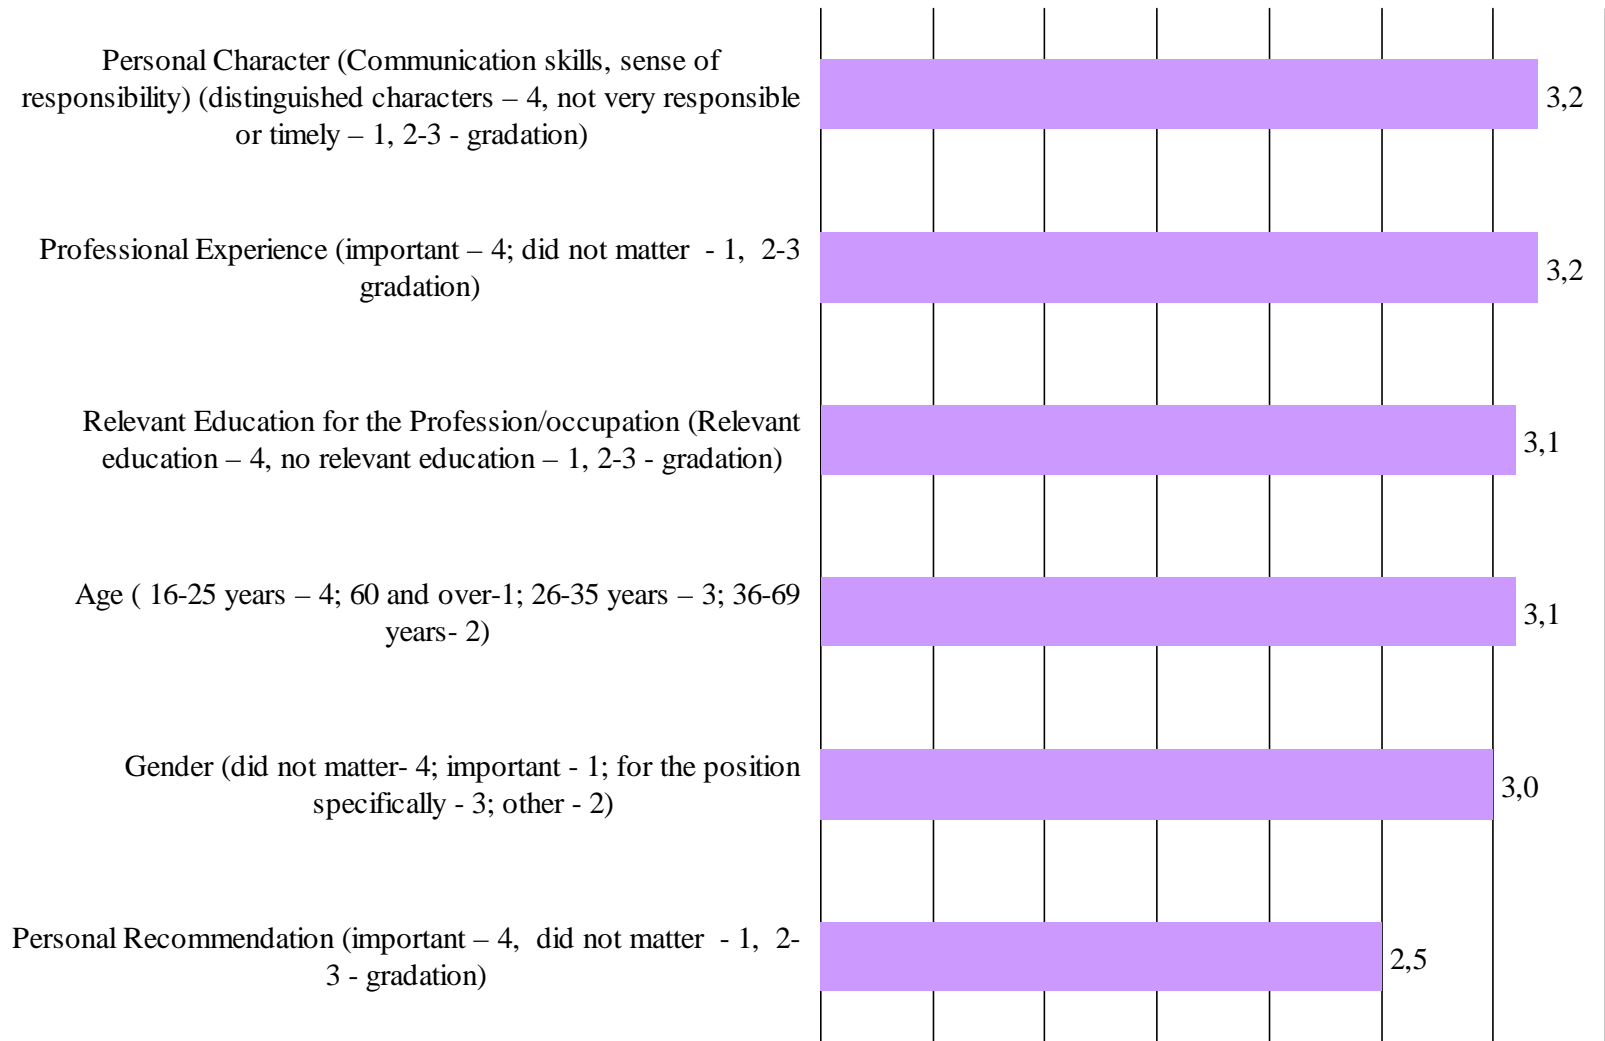 Personal Character (Communication skills, sense of
responsibility) (distinguished characters – 4, not very responsible
or timely – 1, 2-3 - gradation)
3,2
Professional Experience (important – 4; did not matter - 1, 2-3
gradation)
3,2
Relevant Education for the Profession/occupation (Relevant
education – 4, no relevant education – 1, 2-3 - gradation)
3,1
Age ( 16-25 years – 4; 60 and over-1; 26-35 years – 3; 36-69
years- 2)
3,1
Gender (did not matter- 4; important - 1; for the position
specifically - 3; other - 2)
3,0
Personal Recommendation (important – 4, did not matter - 1, 2-
3 - gradation)
2,5